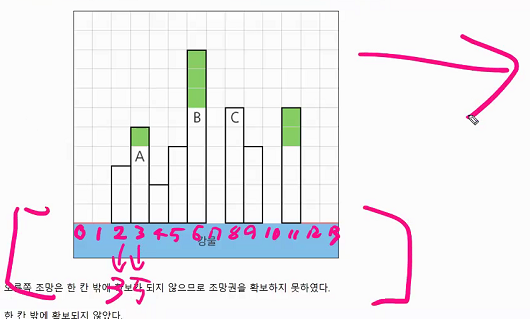 B C
A
0 1 2 3 4 5 6 7 8 9 10 11 12 13
강물
3 5
오른쪽 조망은 한 칸 밖에 확보가 되지 않으므로 조망권을 확보하지 못하였다.
한 칸 밖에 확보되지 않았다.